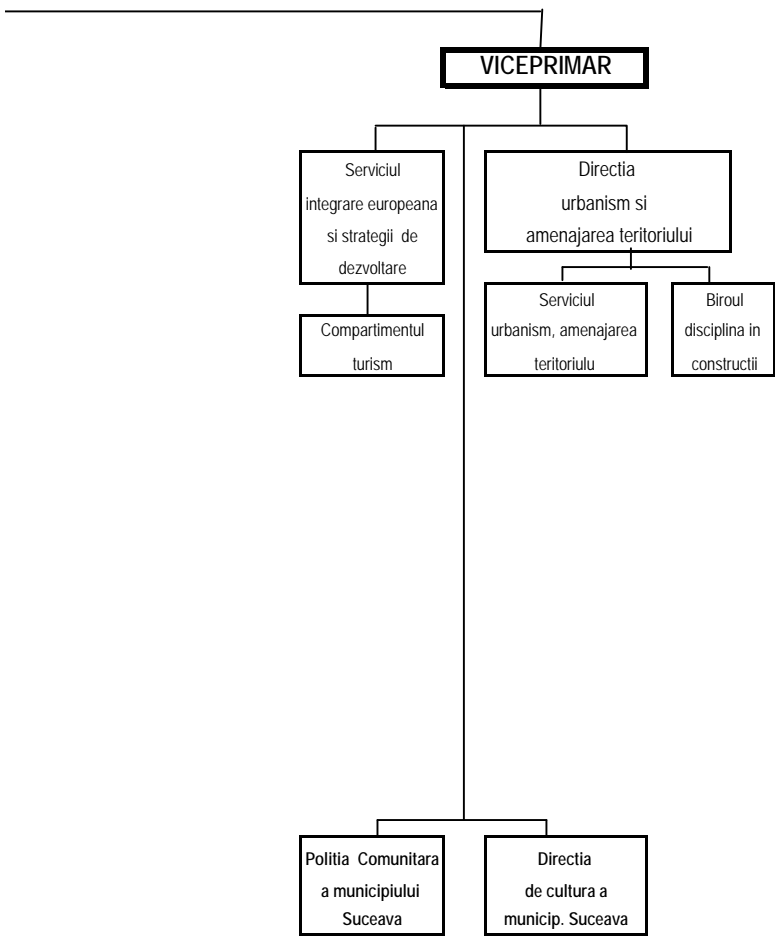 VICEPRIMAR
Serviciul
integrare europeana
si strategii de
dezvoltare
Directia
urbanism si
amenajarea teritoriului
Compartimentul
turism
Serviciul
urbanism, amenajarea
teritoriulu
Biroul
disciplina in
constructii
Politia Comunitara
a municipiului
Suceava
Directia
de cultura a
municip. Suceava